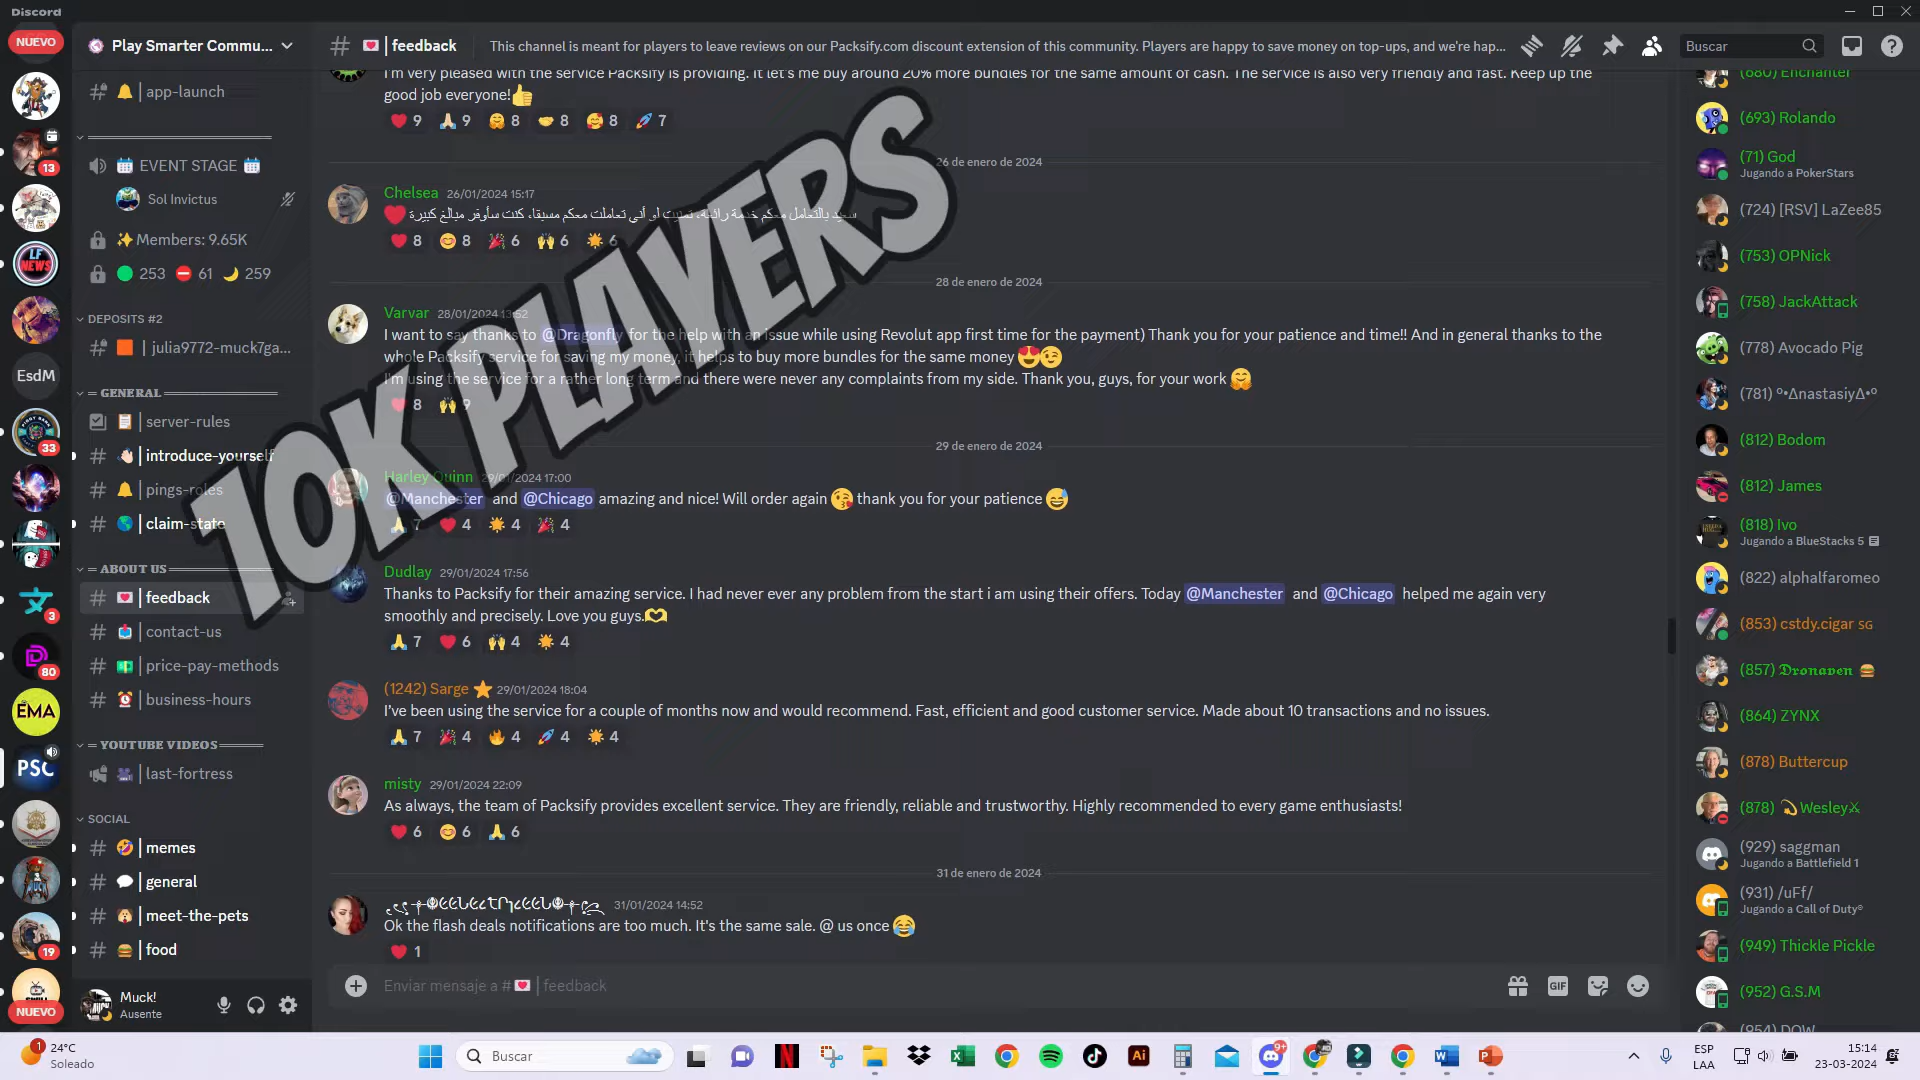 Discord
NUEVO
13
LF
NEWS
EsdM
33
3
80
EMA
PSC
19
NUEVO
Play Smarter Commu...
app-launch
EVENT STAGE
Sol Invictus
Members: 9.65K
253 61 259
DEPOSITS #2
julia9772-muck7ga...
= GENERAL
server-rules
introduce-yourself
pings-roles
claim-state
= ABOUT US
feedback
contact-us
price-pay-methods
business-hours
= YOUTUBE VIDEOS
last-fortress
SOCIAL
memes
general
meet-the-pets
food
Muck!
Ausente
feedback
This channel is meant for players to leave reviews on our Packsify.com discount extension of this community. Players are happy to save money on top-ups, and we're hap...
Buscar
I'm very pleased with the service Packsify is providing. It let's me buy around 20% more bundles for the same amount of cash. The service is also very friendly and fast. Keep up the
good job everyone!
9 9 8 8 8 7
26 de enero de 2024
Chelsea 26/01/2024 15:17
سعيد بالتعامل معكم خدمة رائعة، تمنيت لو أني تعاملت معكم مسبقا، كنت سأوفر مبالغ كبيرة
8 8 6 6 6
28 de enero de 2024
Varvar 28/01/2024 13:52
I want to say thanks to @Dragonfly for the help with an issue while using Revolut app first time for the payment) Thank you for your patience and time!! And in general thanks to the
whole Packsify service for saving my money, it helps to buy more bundles for the same money
I'm using the service for a rather long term and there were never any complaints from my side. Thank you, guys, for your work
8 9
29 de enero de 2024
Harley Quinn 29/01/2024 17:00
@Manchester and @Chicago amazing and nice! Will order again thank you for your patience
7 4 4 4
Dudlay 29/01/2024 17:56
Thanks to Packsify for their amazing service. I had never ever any problem from the start i am using their offers. Today @Manchester and @Chicago helped me again very
smoothly and precisely. Love you guys.
7 6 4 4
(1242) Sarge 29/01/2024 18:04
I've been using the service for a couple of months now and would recommend. Fast, efficient and good customer service. Made about 10 transactions and no issues.
7 4 4 4 4
misty 29/01/2024 22:09
As always, the team of Packsify provides excellent service. They are friendly, reliable and trustworthy. Highly recommended to every game enthusiasts!
6 6 6
31 de enero de 2024
31/01/2024 14:52
Ok the flash deals notifications are too much. It's the same sale. @ us once
1
Enviar mensaje a # feedback
GIF
10K PLAYERS
(680) Enchanter
(693) Rolando
(71) God
Jugando a PokerStars
(724) [RSV] LaZee85
(753) OPNick
(758) JackAttack
(778) Avocado Pig
(781) º•ΔnastasiyΔ•º
(812) Bodom
(812) James
(818) Ivo
Jugando a BlueStacks 5
(822) alphalfaromeo
(853) cstdy.cigar SG
(857) Dronaven
(864) ZYNX
(878) Buttercup
(878) Wesley
(929) saggman
Jugando a Battlefield 1
(931) /uFf/
Jugando a Call of Duty®
(949) Thickle Pickle
(952) G.S.M
(954) DOW
1
24°C
Soleado
Buscar
9+
ESP
LAA
15:14
23-03-2024